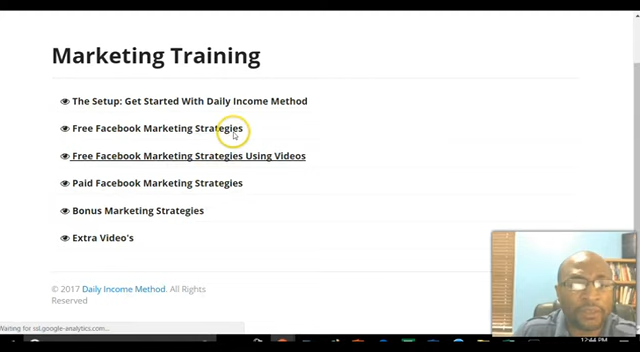 Marketing Training
The Setup: Get Started With Daily Income Method
Free Facebook Marketing Strategies
Free Facebook Marketing Strategies Using Videos
Paid Facebook Marketing Strategies
Bonus Marketing Strategies
Extra Video's
© 2017 Daily Income Method. All Rights
Reserved
Waiting for ssl.google-analytics.com...
12:44 PM